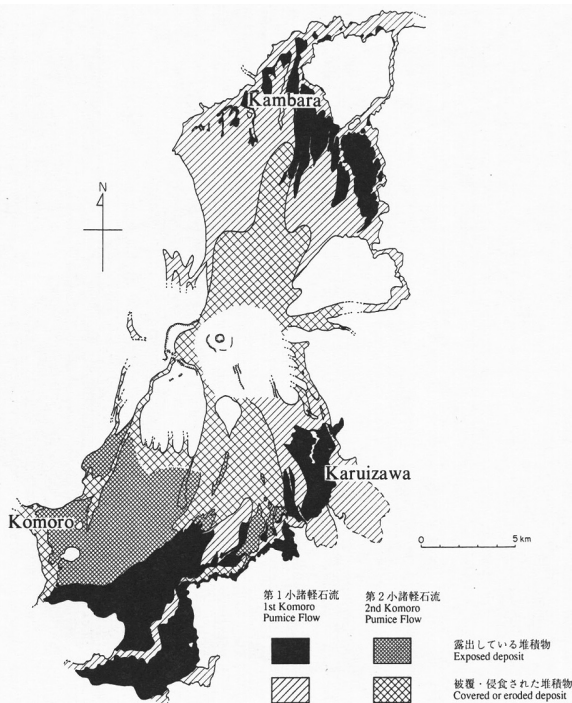 Kambara
N
Karuizawa
Komoro
0 5 km
第1小諸軽石流
1st Komoro
Pumice Flow
第2小諸軽石流
2nd Komoro
Pumice Flow
露出している堆積物
Exposed deposit
被覆・侵食された堆積物
Covered or eroded deposit